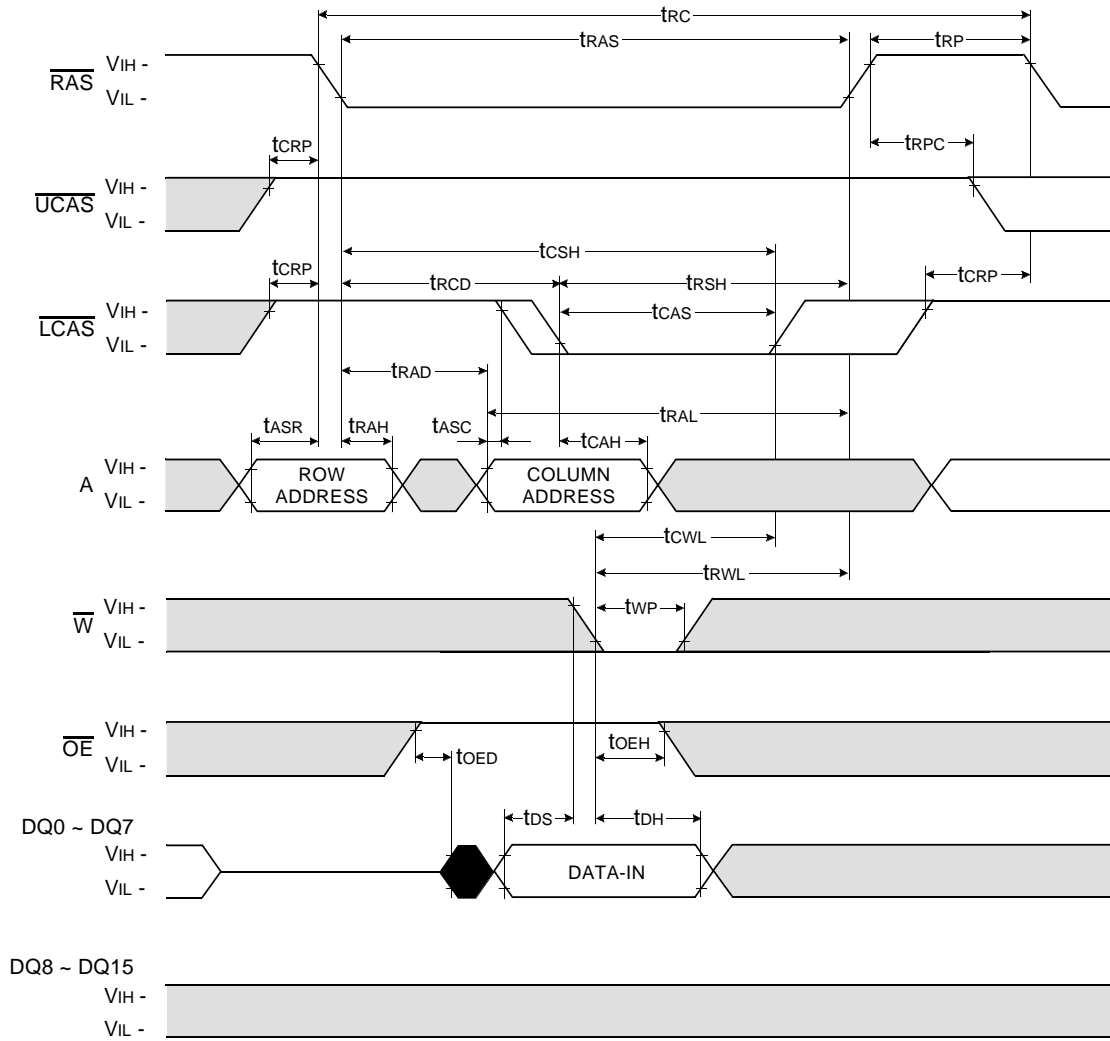 tRC
tRAS
tRP
RAS
VIH -
VIL -
tCRP
tRPC
UCAS
VIH -
VIL -
tCSH
tCRP
tRCD
tRSH
tCRP
LCAS
VIH -
VIL -
tCAS
tRAD
tRAL
tASR
tRAH
tASC
tCAH
A
VIH -
VIL -
ROW
ADDRESS
COLUMN
ADDRESS
tCWL
tRWL
W
VIH -
VIL -
tWP
OE
VIH -
VIL -
tOED
tOEH
DQ0 ~ DQ7
tDS
tDH
VIH -
VIL -
DATA-IN
DQ8 ~ DQ15
VIH -
VIL -